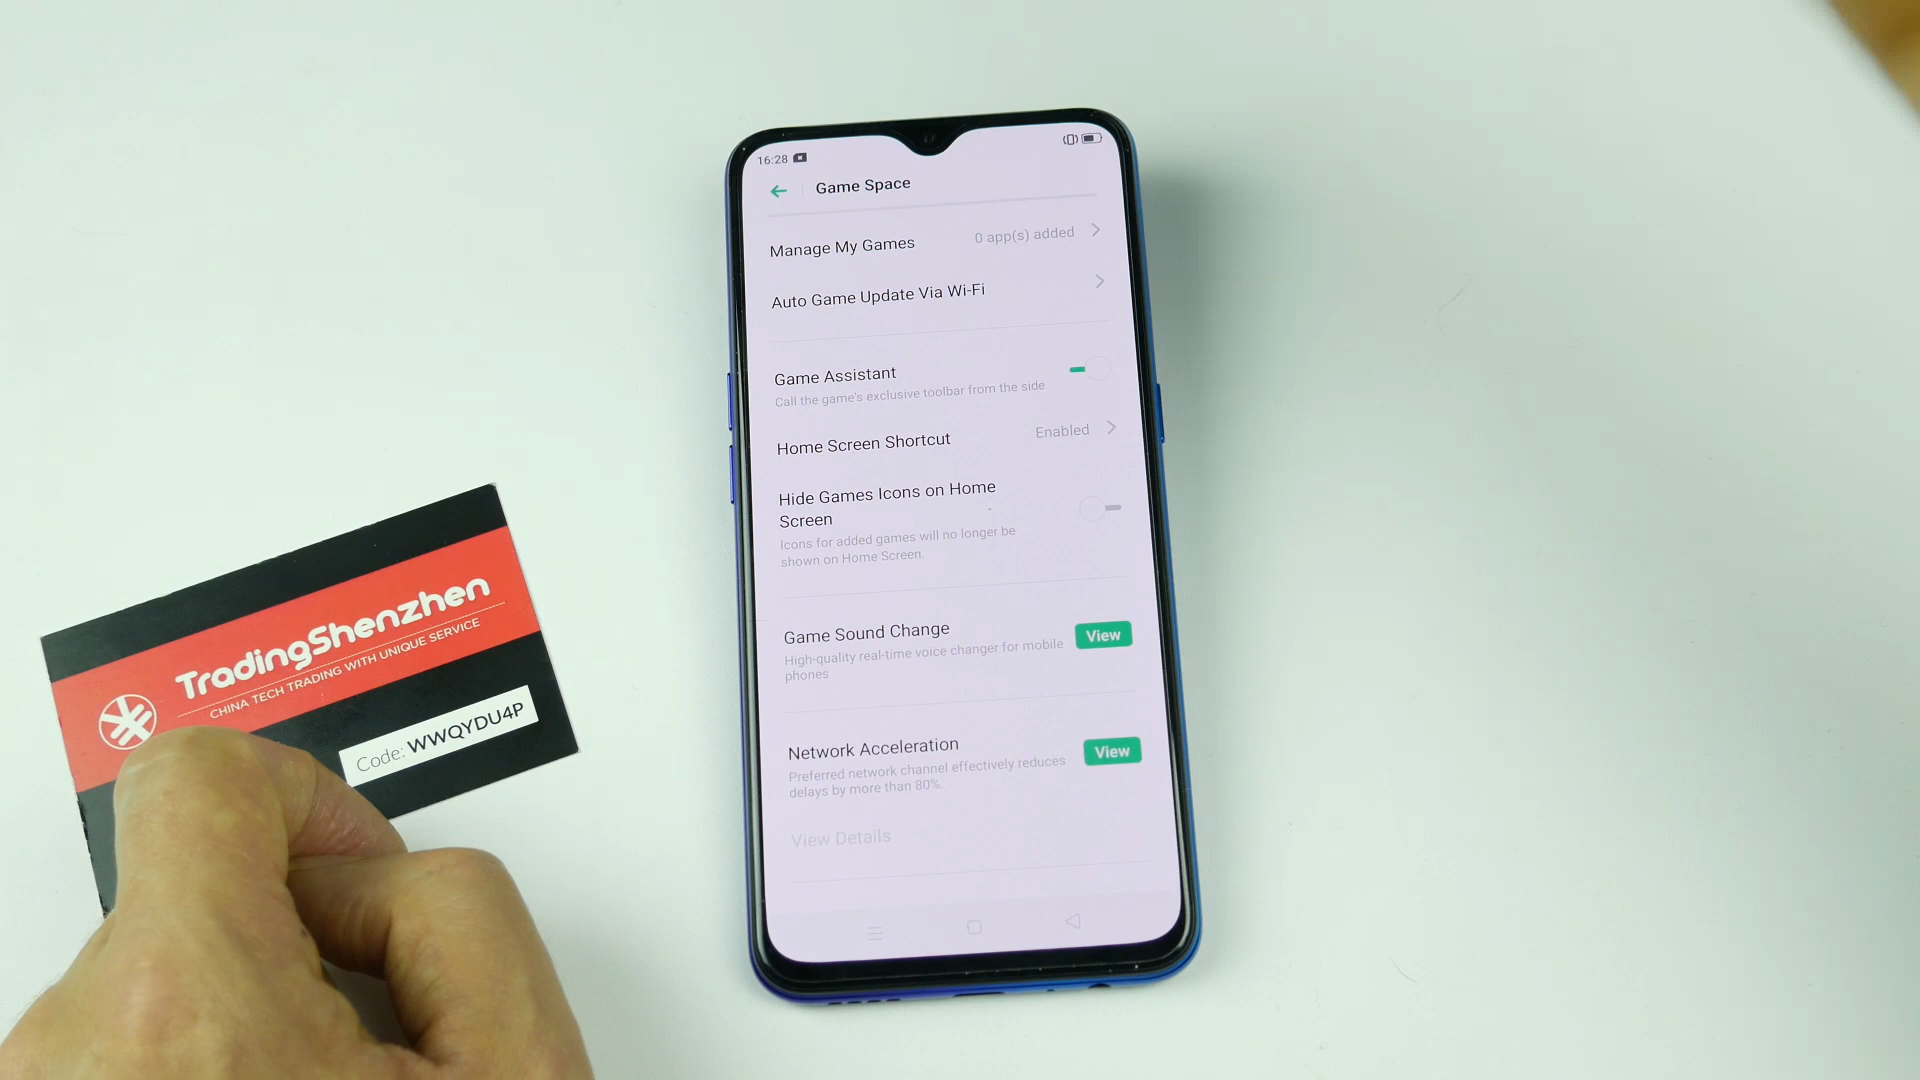 16:28
Game Space
Manage My Games 0 app(s) added
Auto Game Update Via Wi-Fi
Game Assistant
Call the game's exclusive toolbar from the side
Home Screen Shortcut Enabled
Hide Games Icons on Home
Screen
Icons for added games will no longer be
shown on Home Screen.
Game Sound Change View
High-quality real-time voice changer for mobile
phones
Network Acceleration View
Preferred network channel effectively reduces
delays by more than 80%.
View Details
TradingShenzhen
CHINA TECH TRADING WITH UNIQUE SERVICE
Code: WWQYDU4P